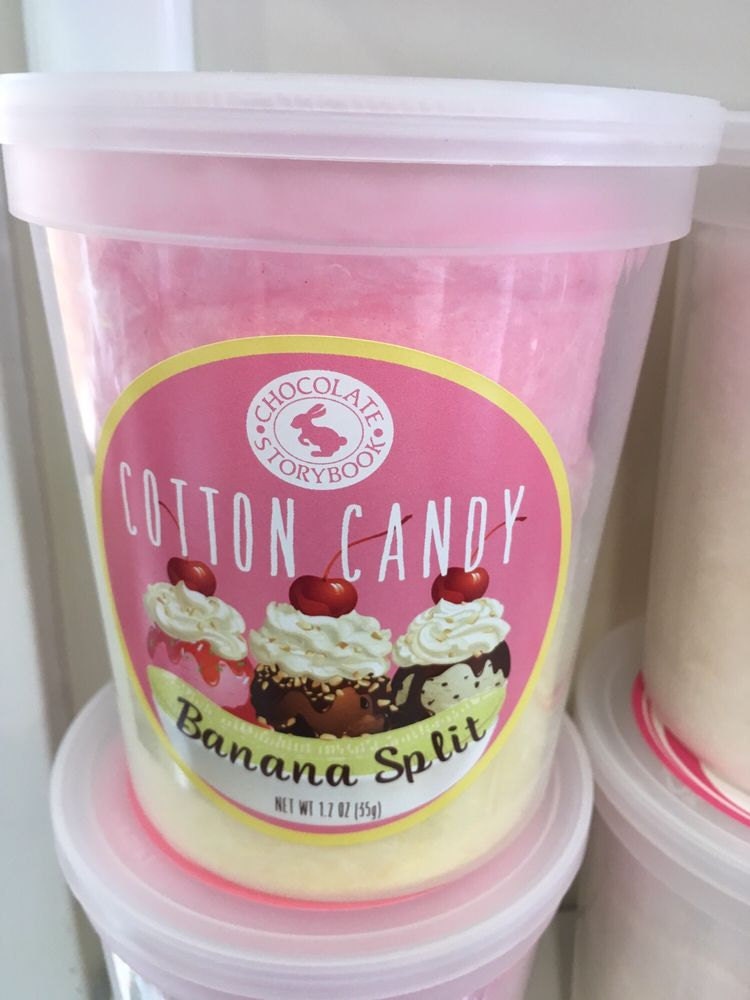 CHOCOLATE
STORYBOOK
COTTON CANDY
Banana Split
NET WT 1.2 OZ (35g)